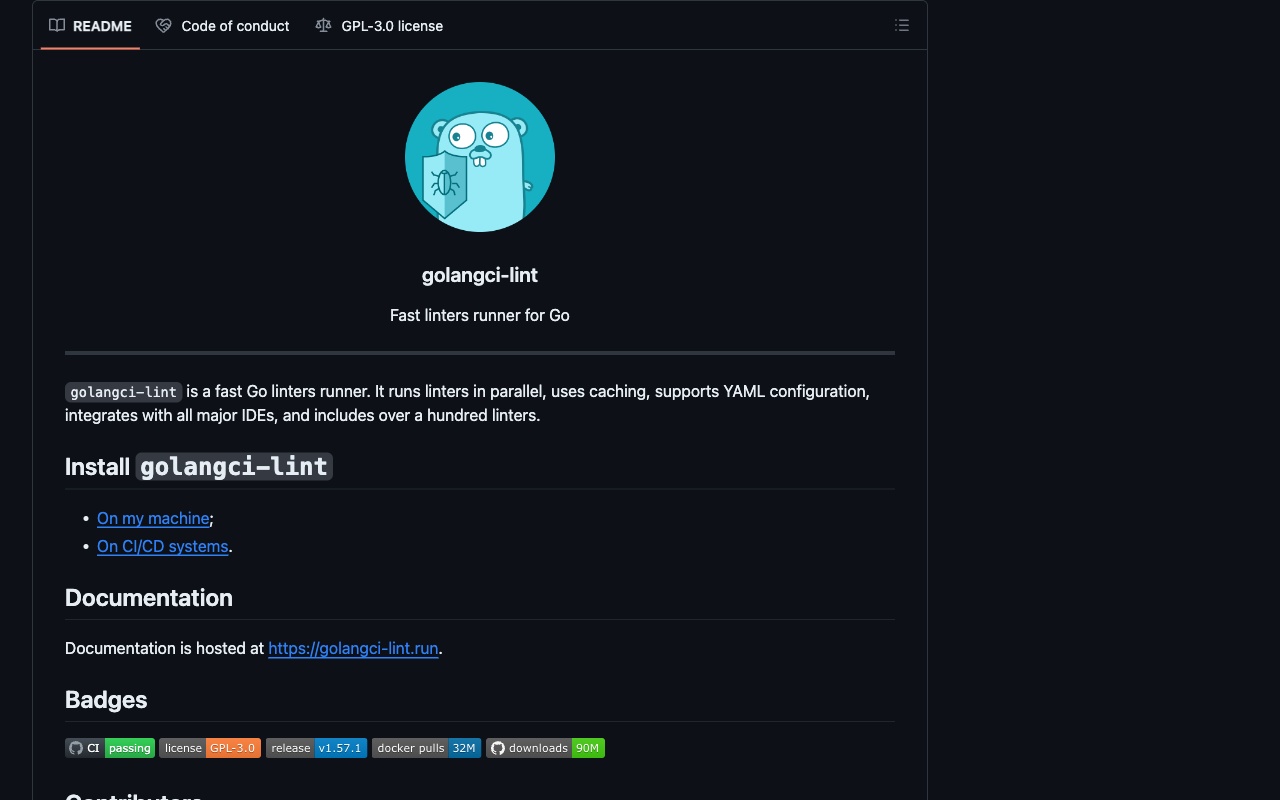 README Code of conduct GPL-3.0 license
golangci-lint
Fast linters runner for Go
golangci-lint is a fast Go linters runner. It runs linters in parallel, uses caching, supports YAML configuration,
integrates with all major IDEs, and includes over a hundred linters.
Install golangci-lint
• On my machine;
• On CI/CD systems.
Documentation
Documentation is hosted at https://golangci-lint.run.
Badges
CI passing license GPL-3.0 release v1.57.1 docker pulls 32M downloads 90M
Contributors